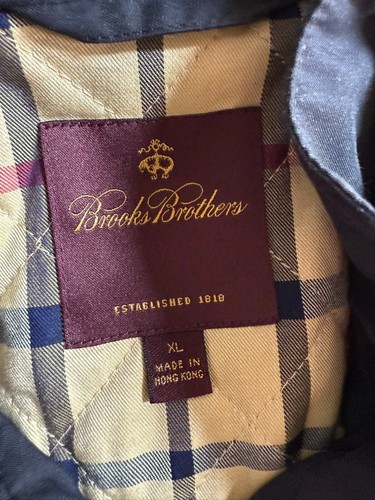 Brooks Brothers
ESTABLISHED 1818
XL
MADE IN
HONG KONG